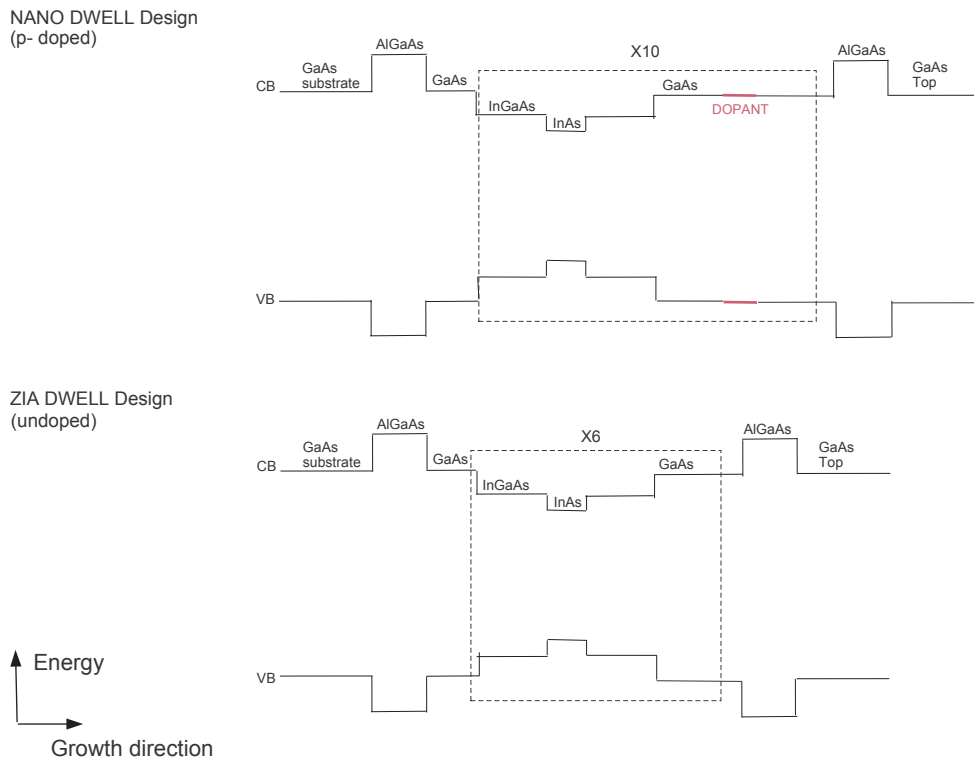 NANO DWELL Design
(p- doped)
AlGaAs
X10
AlGaAs
GaAs
substrate
GaAs
GaAs
GaAs
Top
CB
InGaAs
InAs
DOPANT
VB
ZIA DWELL Design
(undoped)
AlGaAs
X6
AlGaAs
GaAs
substrate
GaAs
GaAs
GaAs
Top
CB
InGaAs
InAs
VB
Energy
Growth direction